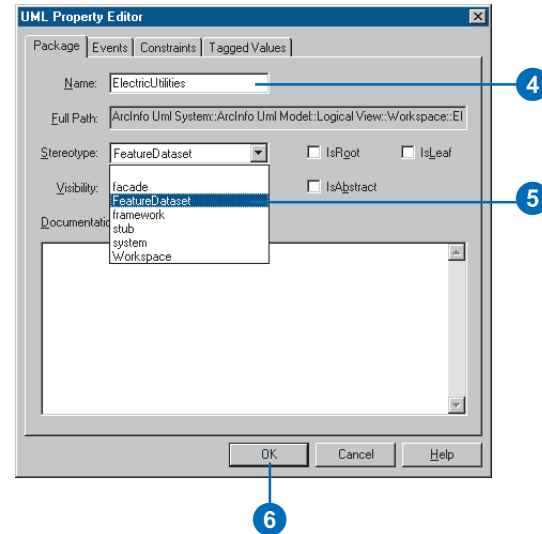 UML Property Editor
Package Events Constraints Tagged Values
Name: ElectricUtilities 4
Full Path: ArcInfo Uml System::ArcInfo Uml Model::Logical View::Workspace::El
Stereotype: FeatureDataset IsRoot IsLeaf
Visibility: IsAbstract
facade
FeatureDataset 5
framework
Documentatio
stub
system
Workspace
OK Cancel Help
6